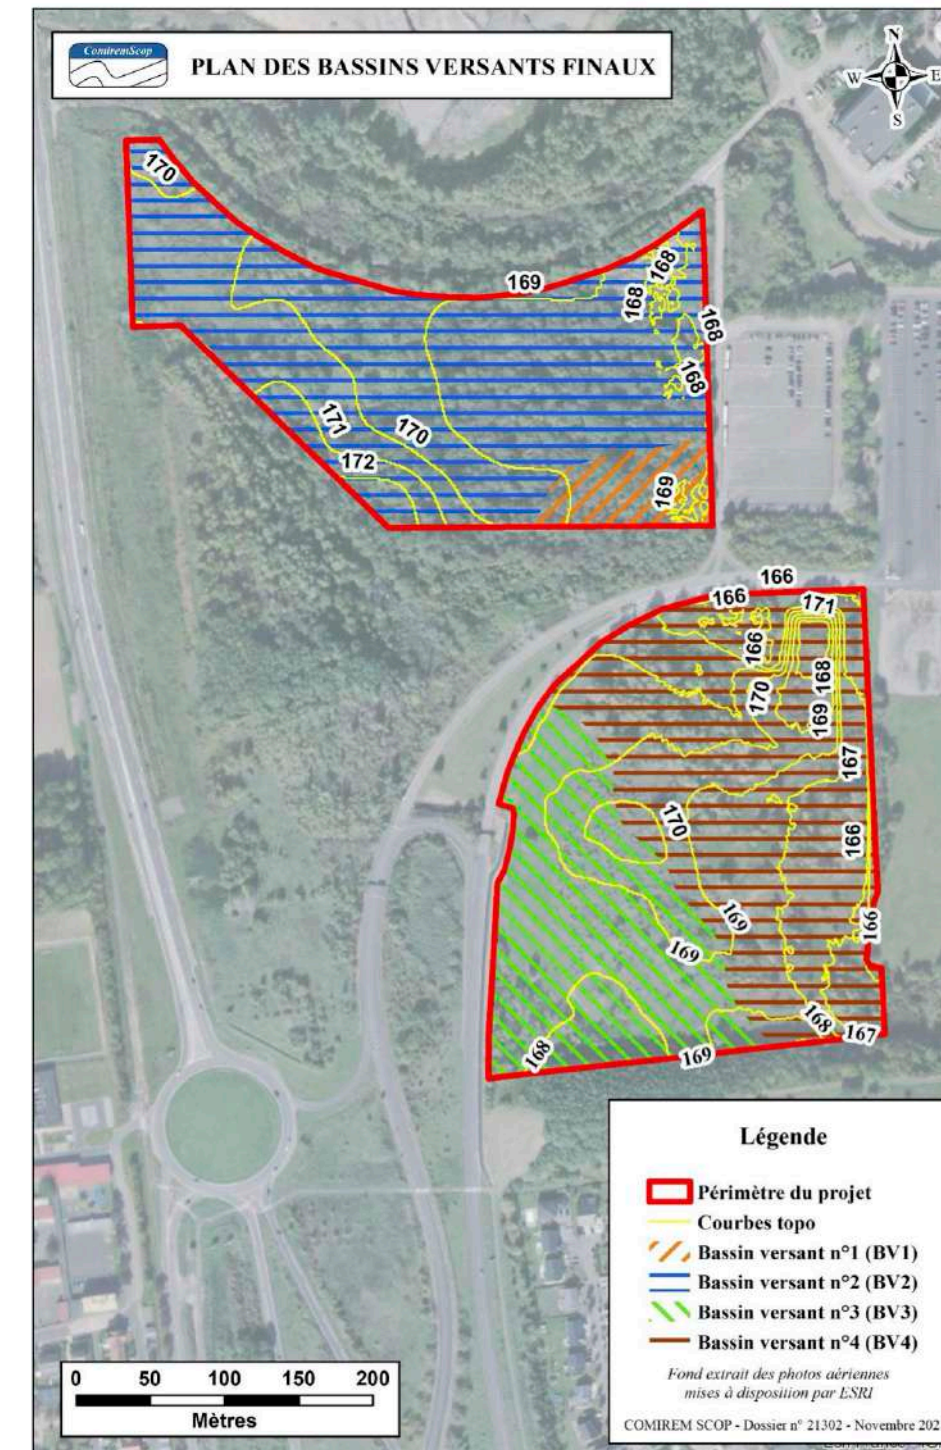 ComiremScop
PLAN DES BASSINS VERSANTS FINAUX
N
W
E
S
170
169
168
168
168
168
171
170
172
169
166
166
171
166
170
168
169
167
170
166
169
169
166
168
168
169
167
Légende
Périmètre du projet
Courbes topo
Bassin versant n°1 (BV1)
Bassin versant n°2 (BV2)
Bassin versant n°3 (BV3)
Bassin versant n°4 (BV4)
Fond extrait des photos aériennes
mises à disposition par ESRI
COMIREM SCOP - Dossier n° 21302 - Novembre 202
0 50 100 150 200
Mètres